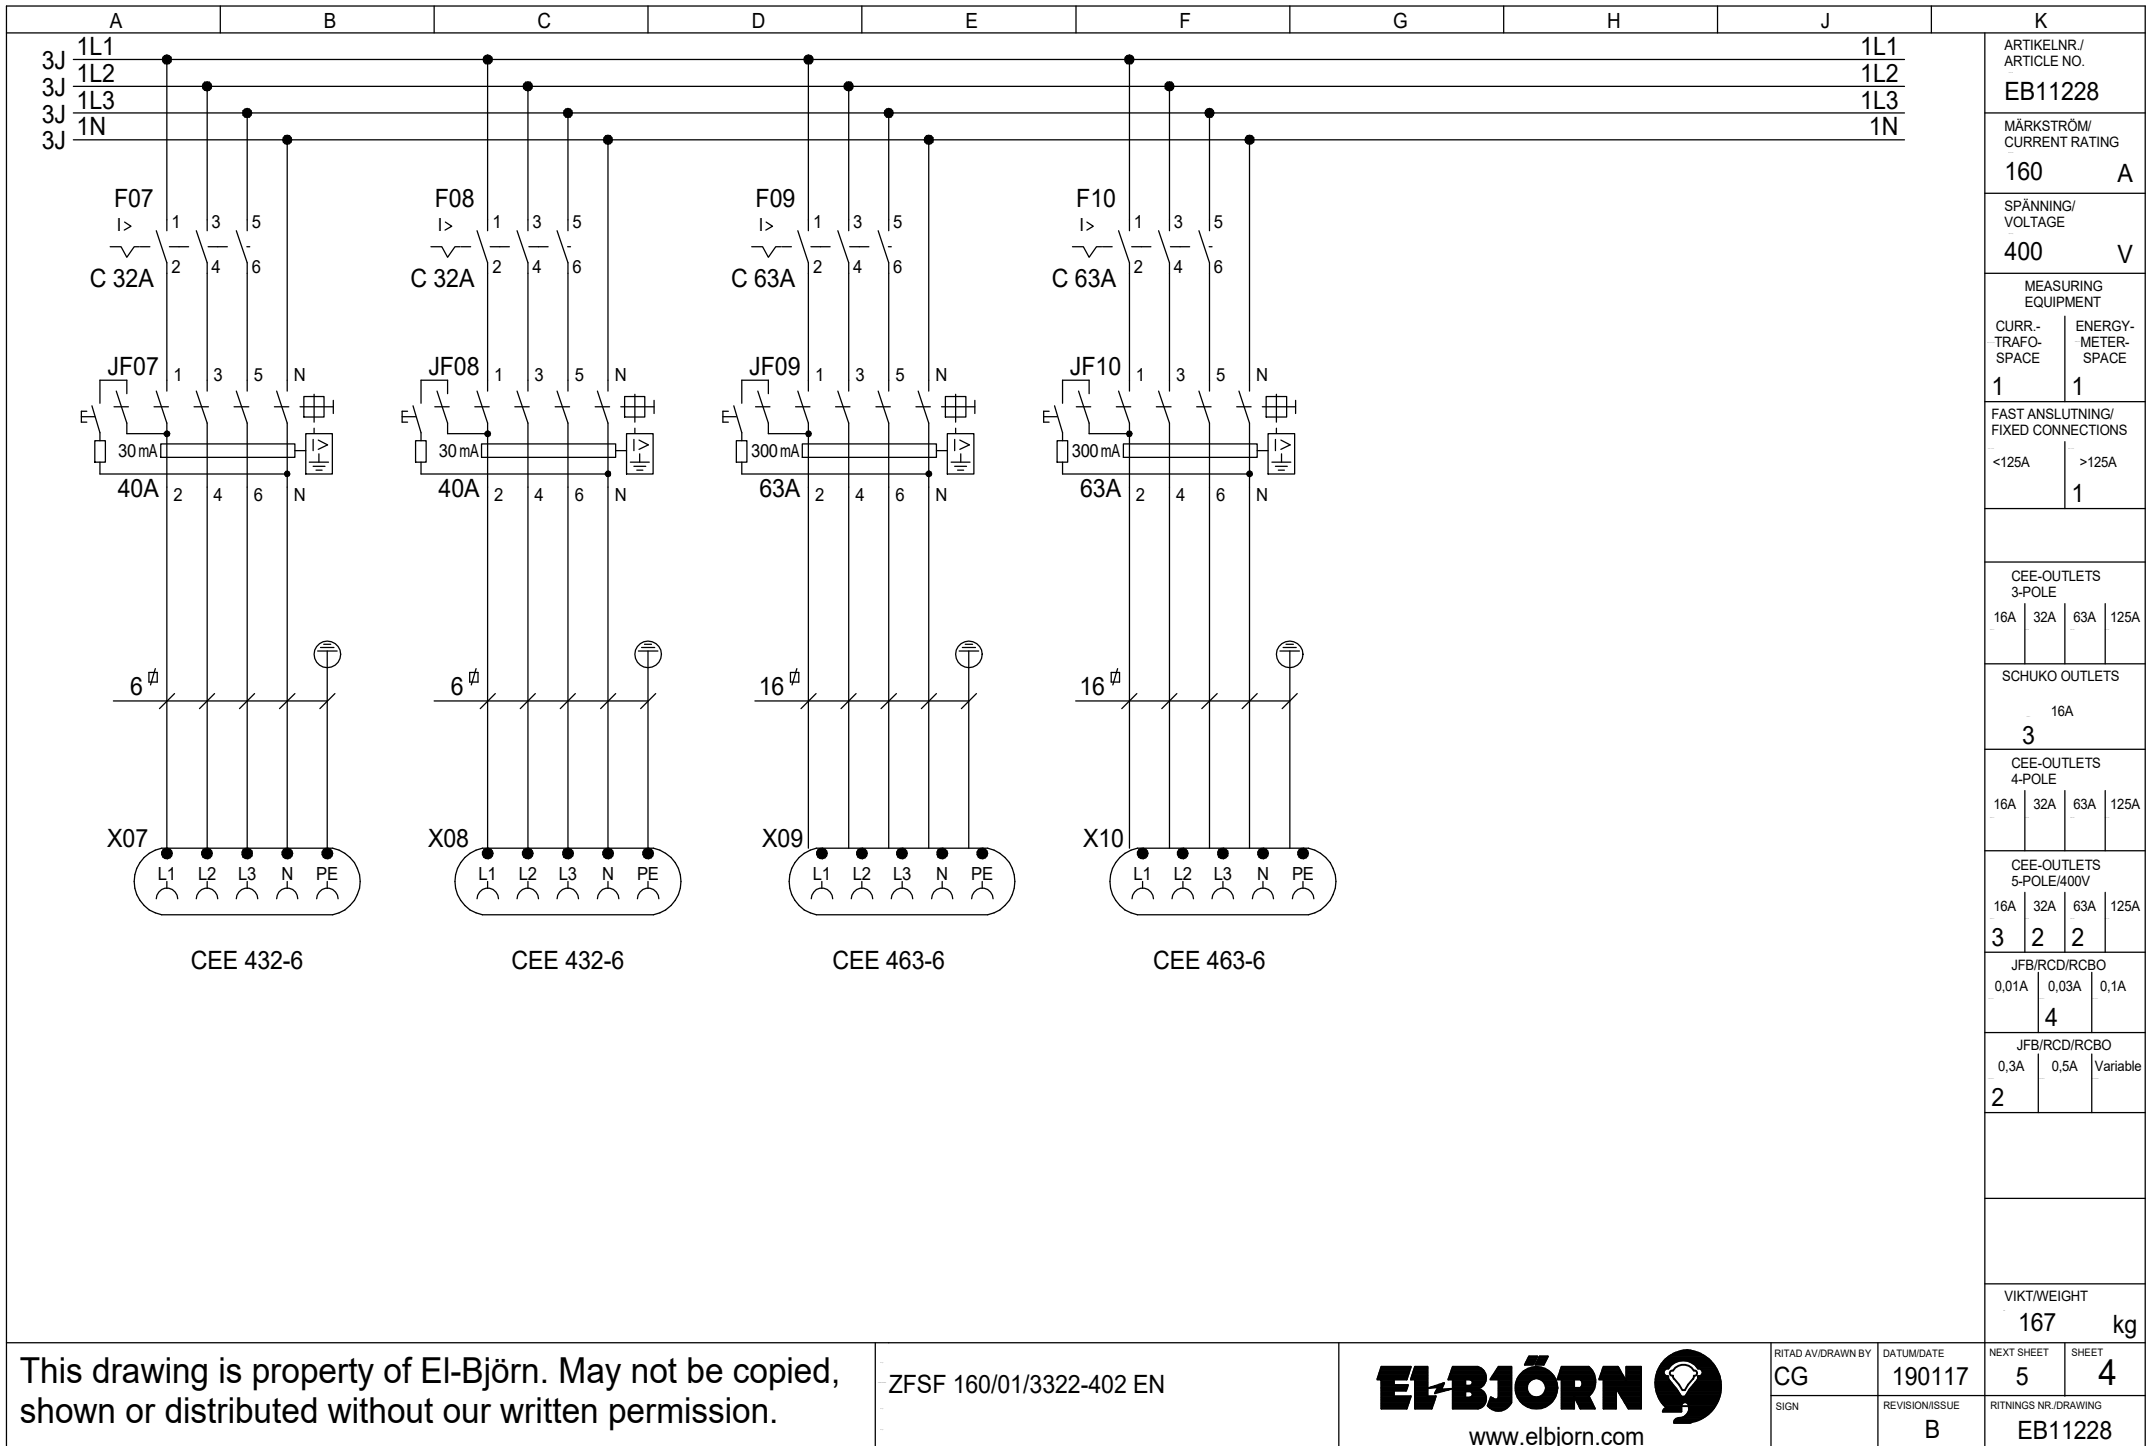 A B C D E F G H J K
3J 1L1 1L1
3J 1L2 1L2
3J 1L3 1L3
3J 1N 1N
F07 F08 F09 F10
I> 1 3 5 I> 1 3 5 I> 1 3 5 I> 1 3 5
2 4 6 2 4 6 2 4 6 2 4 6
C 32A C 32A C 63A C 63A
JF07 1 3 5 N JF08 1 3 5 N JF09 1 3 5 N JF10 1 3 5 N
30 mA I> 30 mA I> 300 mA I> 300 mA I>
40A 2 4 6 N 40A 2 4 6 N 63A 2 4 6 N 63A 2 4 6 N
6 6 16 16
X07 X08 X09 X10
L1 L2 L3 N PE L1 L2 L3 N PE L1 L2 L3 N PE L1 L2 L3 N PE
CEE 432-6 CEE 432-6 CEE 463-6 CEE 463-6
ARTIKELNR./
ARTICLE NO.
EB11228
MÄRKSTRÖM/
CURRENT RATING
160 A
SPÄNNING/
VOLTAGE
400 V
MEASURING
EQUIPMENT
CURR.- ENERGY-
TRAFO- METER-
SPACE SPACE
1 1
FAST ANSLUTNING/
FIXED CONNECTIONS
<125A >125A
1
CEE-OUTLETS
3-POLE
16A 32A 63A 125A
SCHUKO OUTLETS
16A
3
CEE-OUTLETS
4-POLE
16A 32A 63A 125A
CEE-OUTLETS
5-POLE/400V
16A 32A 63A 125A
3 2 2
JFB/RCD/RCBO
0,01A 0,03A 0,1A
4
JFB/RCD/RCBO
0,3A 0,5A Variable
2
VIKT/WEIGHT
167 kg
This drawing is property of El-Björn. May not be copied,
shown or distributed without our written permission.
ZFSF 160/01/3322-402 EN
EL-BJÖRN
www.elbjorn.com
RITAD AV/DRAWN BY DATUM/DATE NEXT SHEET SHEET
CG 190117 5 4
SIGN REVISION/ISSUE RITNINGS NR./DRAWING
B EB11228